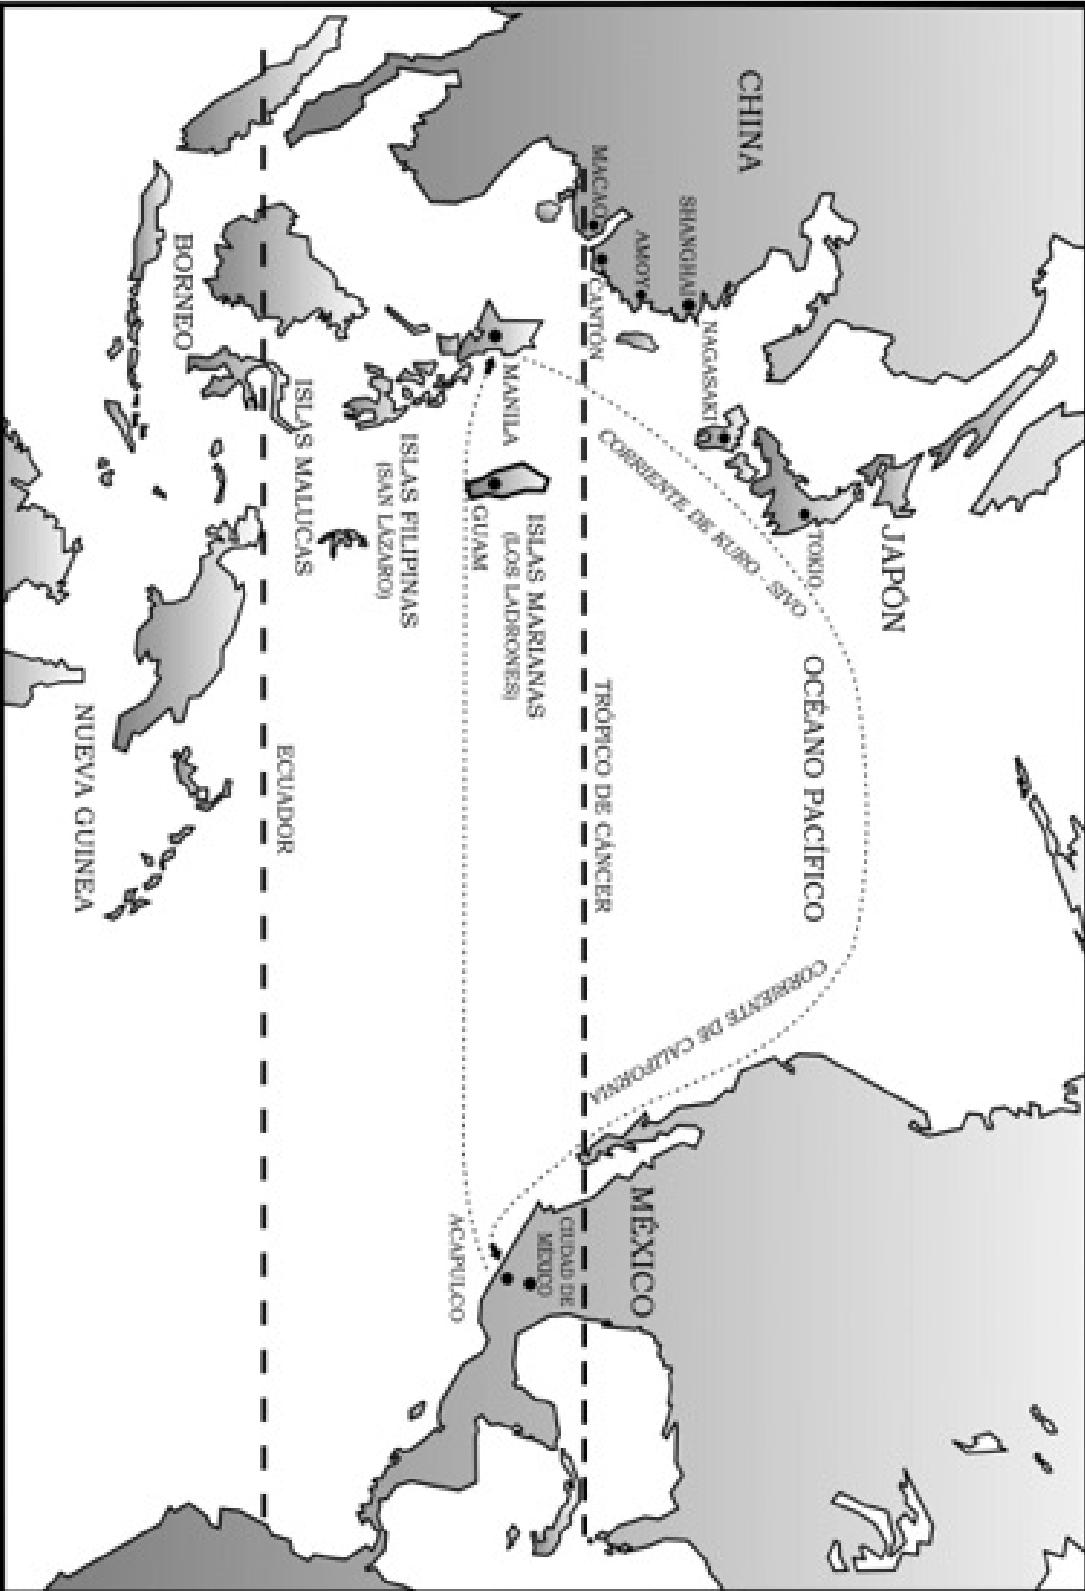 CHINA
SHANGHAI
MACAO
AMOY
CANTÓN
NAGASAKI
JAPÓN
TOKIO
CORRIENTE DE KURO - SIVO
OCÉANO PACÍFICO
CORRIENTE DE CALIFORNIA
TRÓPICO DE CÁNCER
MANILA
ISLAS MARIANAS
(LOS LADRONES)
GUAM
ISLAS FILIPINAS
(SAN LÁZARO)
ISLAS MALUCAS
BORNEO
ECUADOR
NUEVA GUINEA
MÉXICO
CIUDAD DE
MÉXICO
ACAPULCO